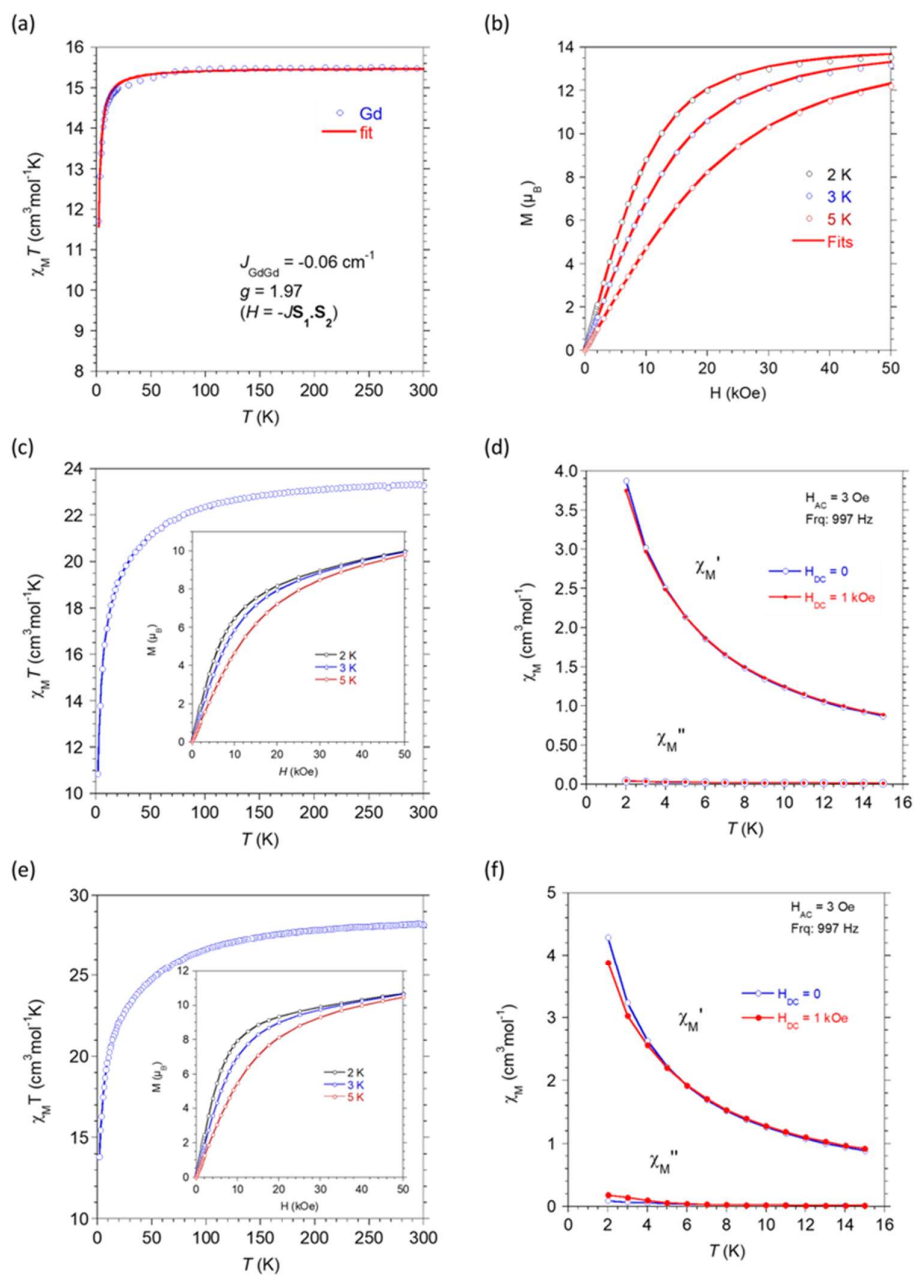 (a)
16
15
14
13
12
11
10
9
8
χM T (cm³mol⁻¹K)
Gd
fit
JGdGd = -0.06 cm⁻¹
g = 1.97
(H = -JS₁.S₂)
0 50 100 150 200 250 300
T (K)
(b)
14
12
10
8
6
4
2
0
M (μB)
2 K
3 K
5 K
Fits
0 10 20 30 40 50
H (kOe)
(c)
24
22
20
18
16
14
12
10
χM T (cm³mol⁻¹K)
10
8
6
4
2
0
M (μB)
2 K
3 K
5 K
0 10 20 30 40 50
H (kOe)
0 50 100 150 200 250 300
T (K)
(d)
4.0
3.5
3.0
2.5
2.0
1.5
1.0
0.50
0.0
χM (cm³mol⁻¹)
HAC = 3 Oe
Frq: 997 Hz
χM'
HDC = 0
HDC = 1 kOe
χM"
0 2 4 6 8 10 12 14 16
T (K)
(e)
30
25
20
15
10
χMT (cm³mol⁻¹K)
12
10
8
6
4
2
0
M (μB)
2 K
3 K
5 K
0 10 20 30 40 50
H (kOe)
0 50 100 150 200 250 300
T (K)
(f)
5
4
3
2
1
0
χM (cm³mol⁻¹)
HAC = 3 Oe
Frq: 997 Hz
χM'
HDC = 0
HDC = 1 kOe
χM"
0 2 4 6 8 10 12 14 16
T (K)